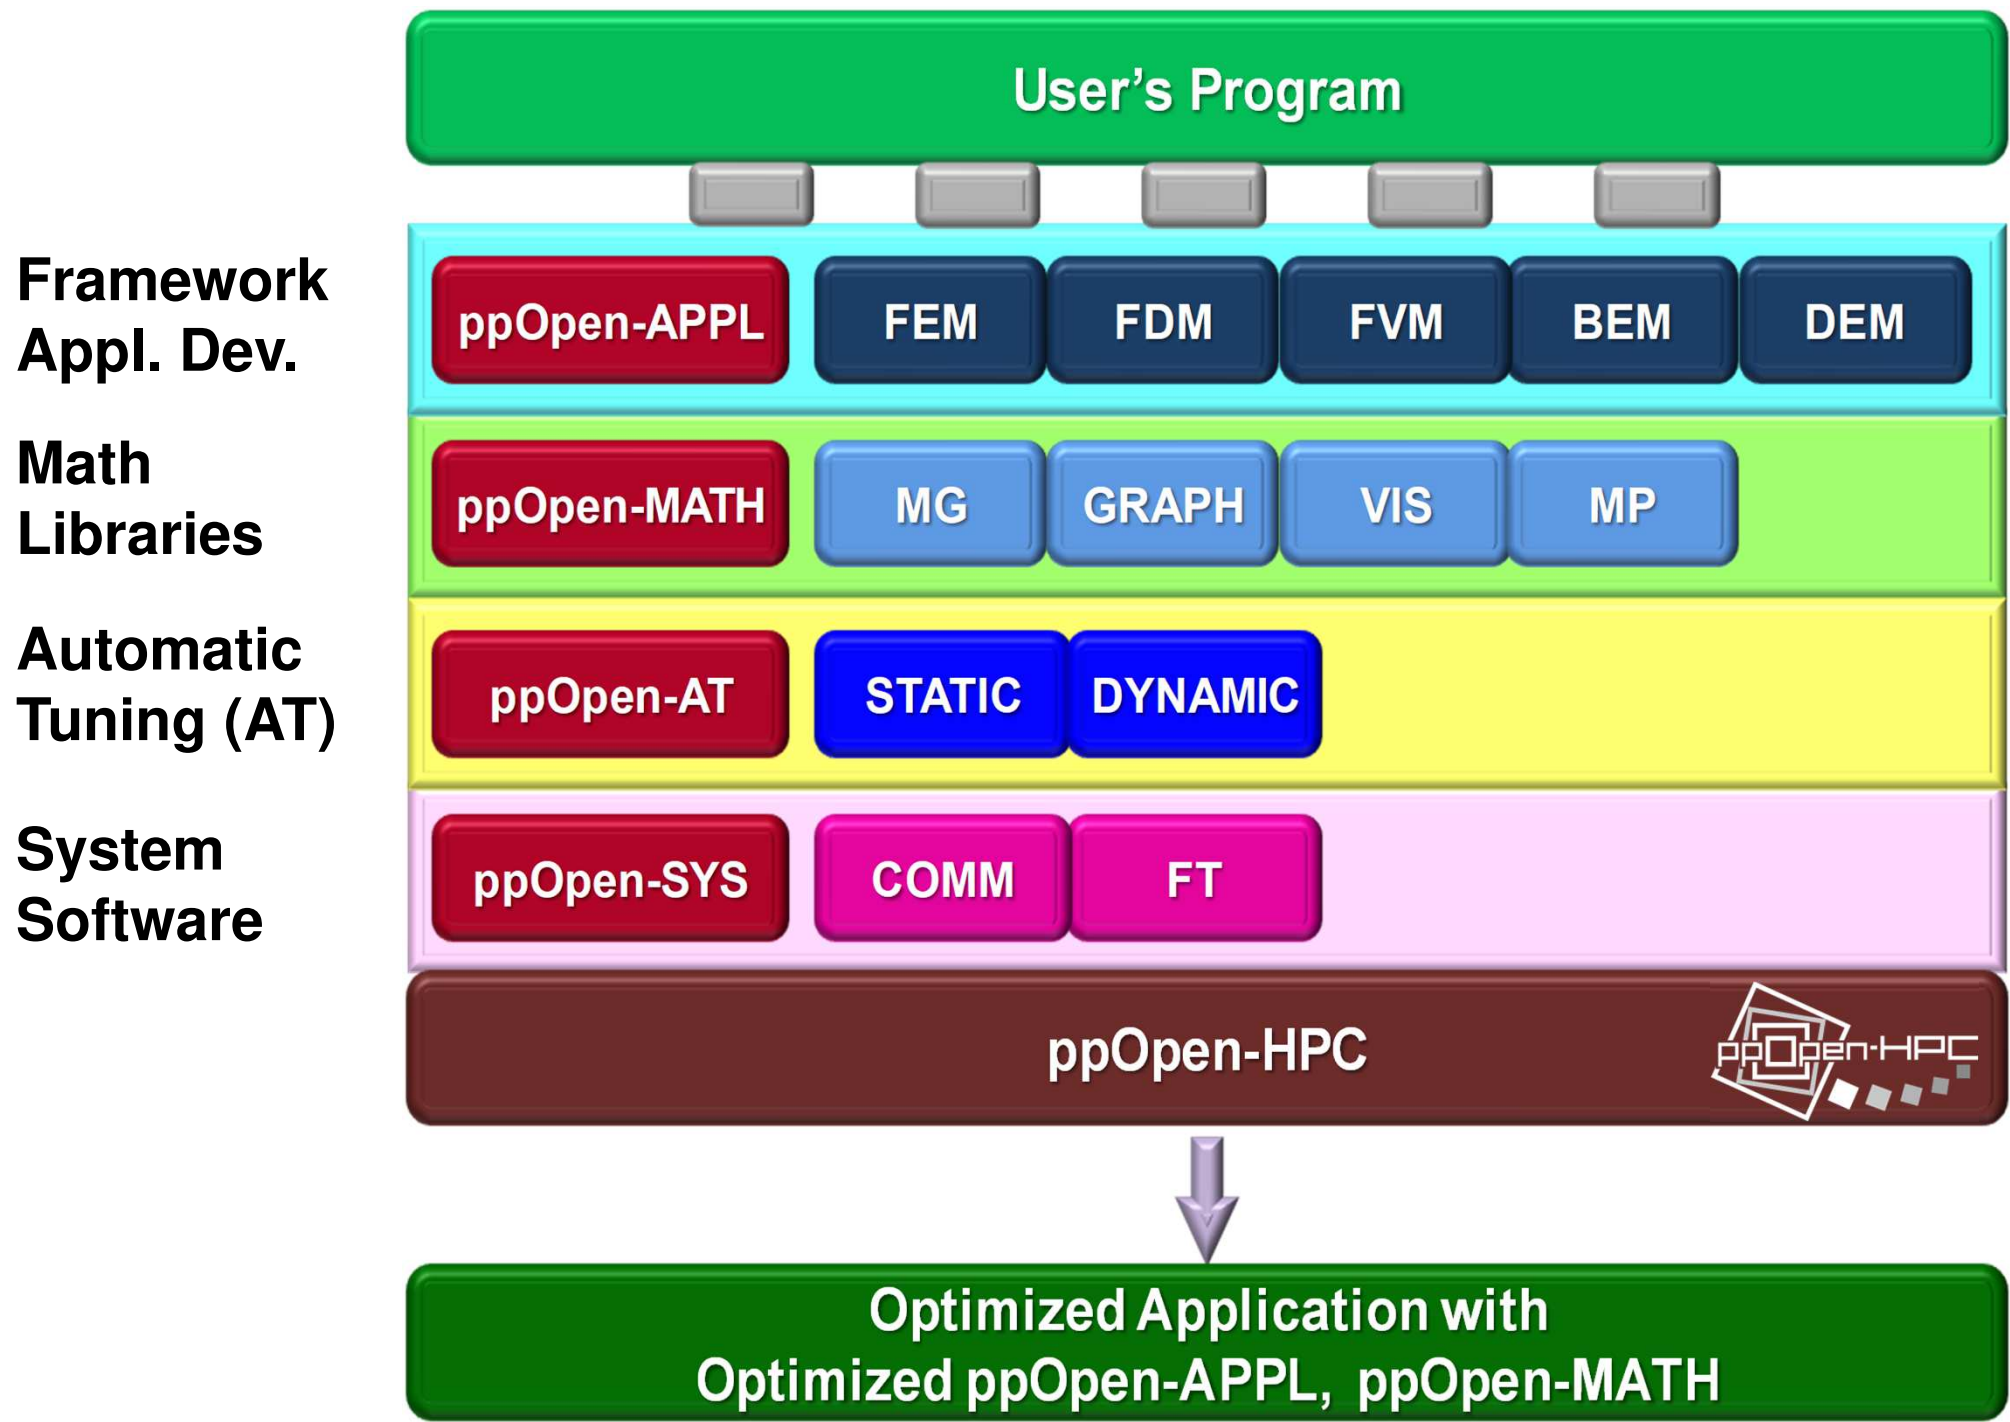 User's Program
Framework
Appl. Dev.
ppOpen-APPL FEM FDM FVM BEM DEM
Math
Libraries
ppOpen-MATH MG GRAPH VIS MP
Automatic
Tuning (AT)
ppOpen-AT STATIC DYNAMIC
System
Software
ppOpen-SYS COMM FT
ppOpen-HPC
ppOpen-HPC
Optimized Application with
Optimized ppOpen-APPL, ppOpen-MATH